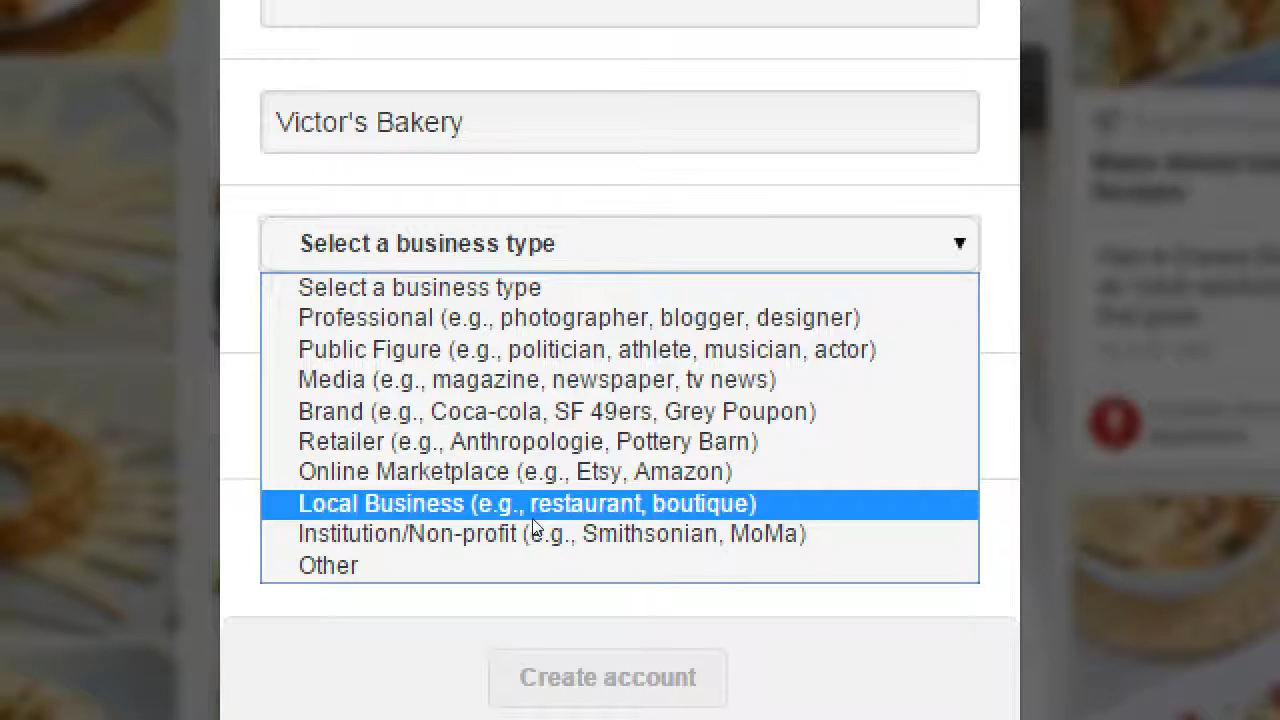 Victor's Bakery
Select a business type
Select a business type
Professional (e.g., photographer, blogger, designer)
Public Figure (e.g., politician, athlete, musician, actor)
Media (e.g., magazine, newspaper, tv news)
Brand (e.g., Coca-cola, SF 49ers, Grey Poupon)
Retailer (e.g., Anthropologie, Pottery Barn)
Online Marketplace (e.g., Etsy, Amazon)
Local Business (e.g., restaurant, boutique)
Institution/Non-profit (e.g., Smithsonian, MoMa)
Other
Create account